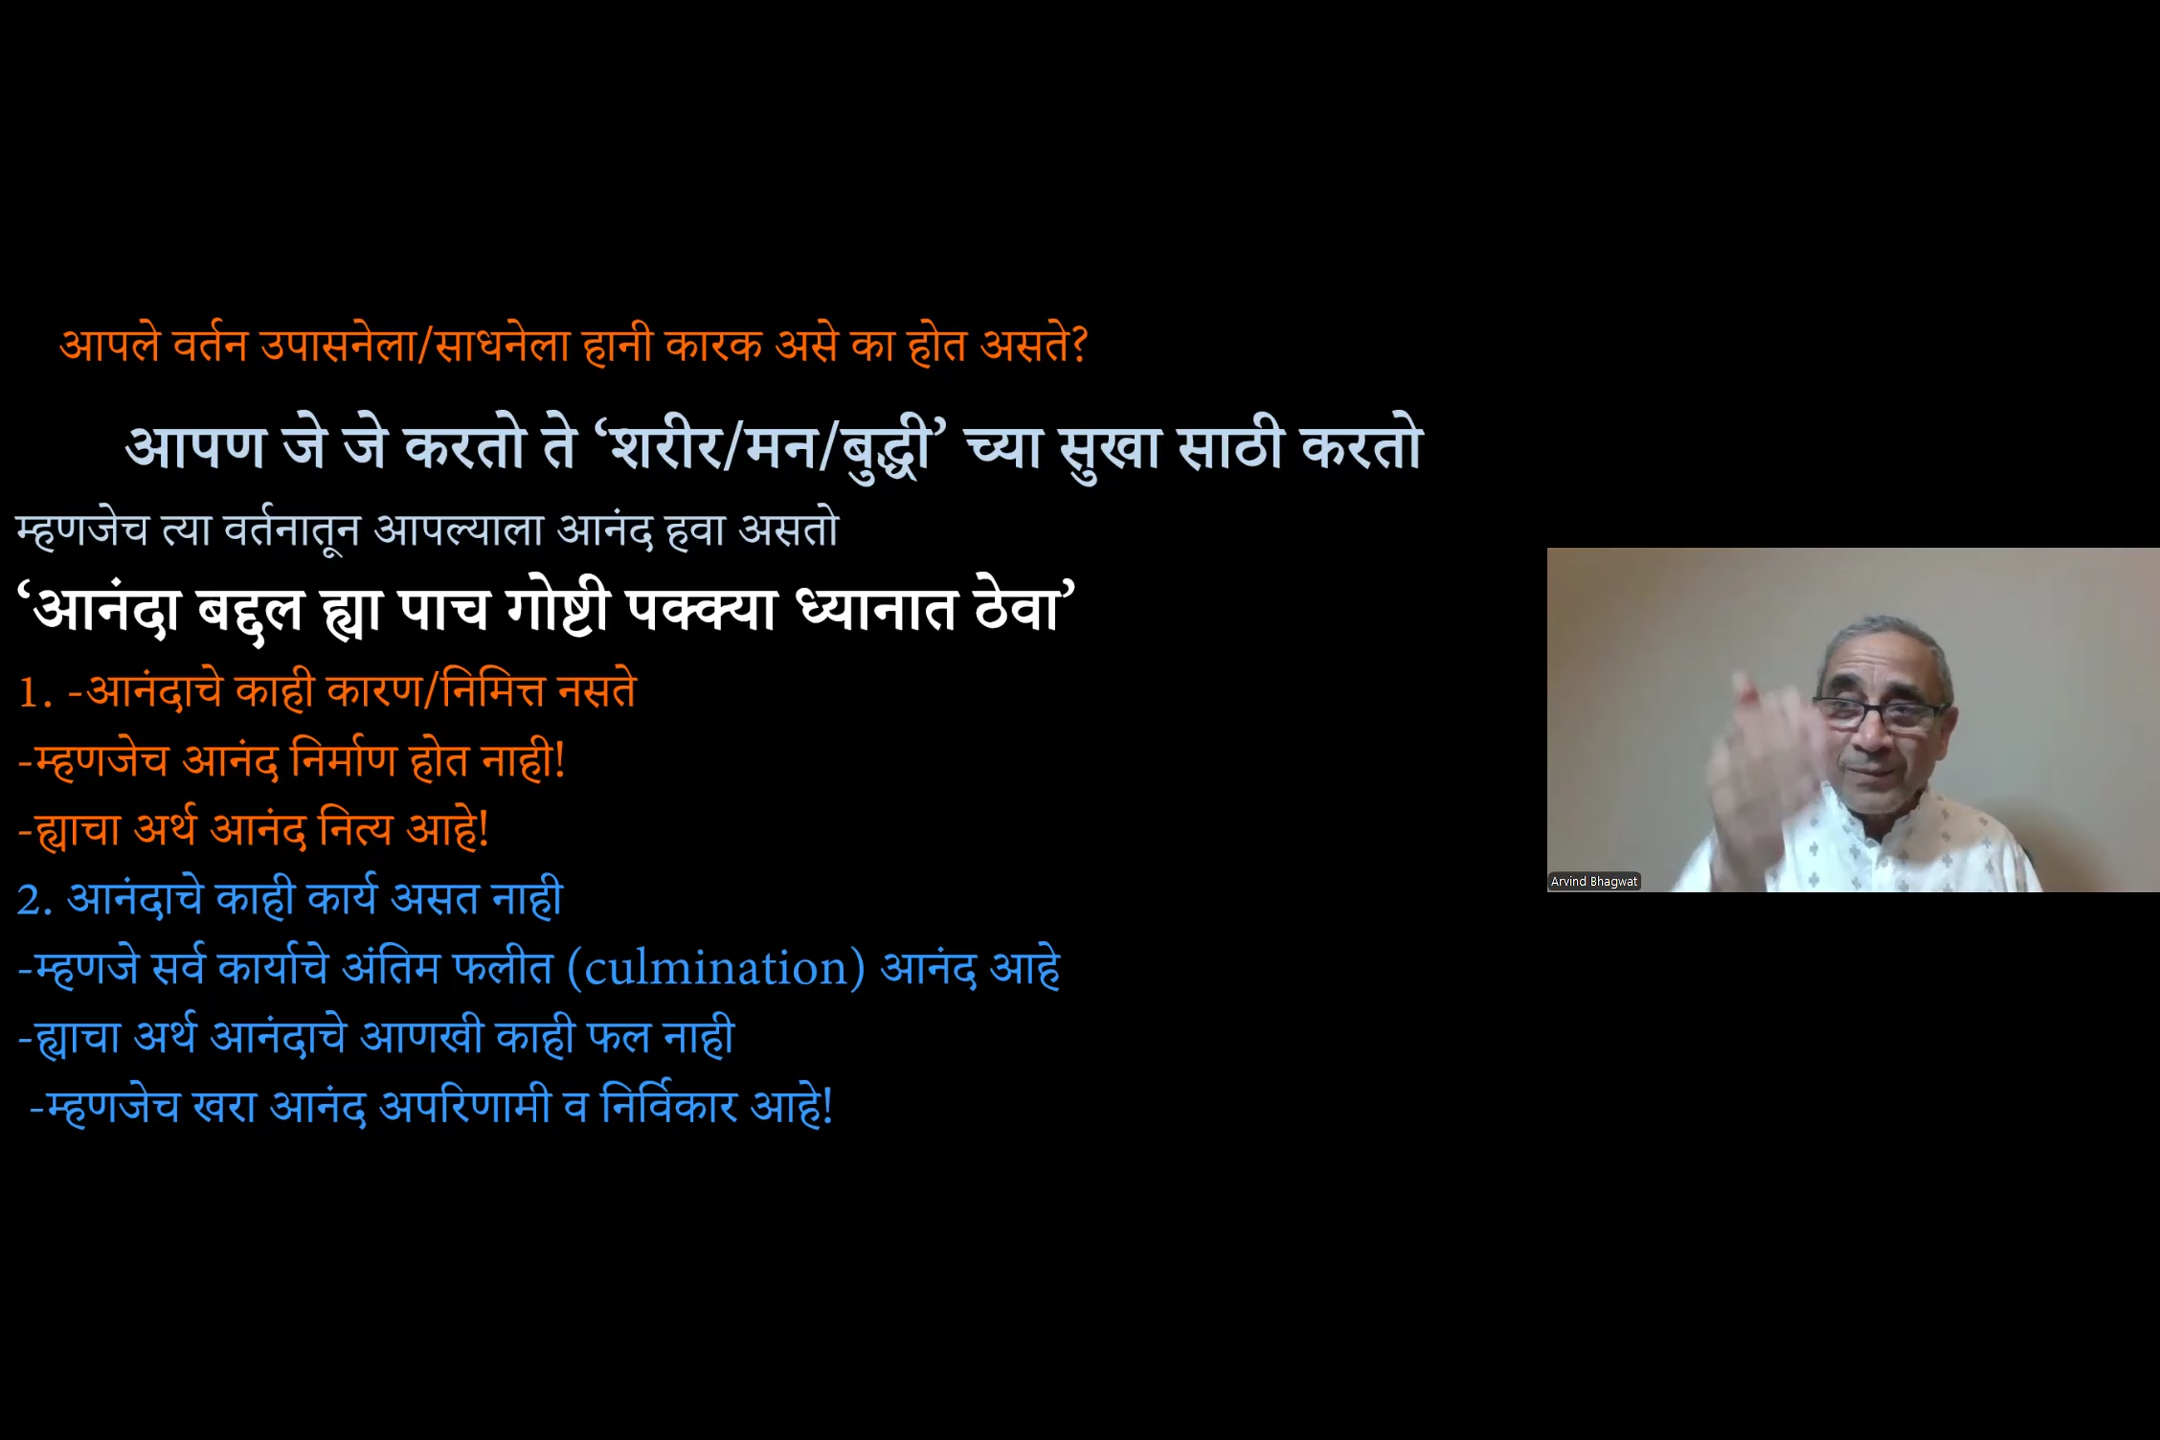 आपले वर्तन उपासनेला/साधनेला हानी कारक असे का होत असते?
आपण जे जे करतो ते ‘शरीर/मन/बुद्धी’ च्या सुखा साठी करतो
म्हणजेच त्या वर्तनातून आपल्याला आनंद हवा असतो
‘आनंदा बद्दल ह्या पाच गोष्टी पक्क्या ध्यानात ठेवा’
1. -आनंदाचे काही कारण/निमित्त नसते
-म्हणजेच आनंद निर्माण होत नाही!
-ह्याचा अर्थ आनंद नित्य आहे!
2. आनंदाचे काही कार्य असत नाही
-म्हणजे सर्व कार्याचे अंतिम फलीत (culmination) आनंद आहे
-ह्याचा अर्थ आनंदाचे आणखी काही फल नाही
-म्हणजेच खरा आनंद अपरिणामी व निर्विकार आहे!
Arvind Bhagwat